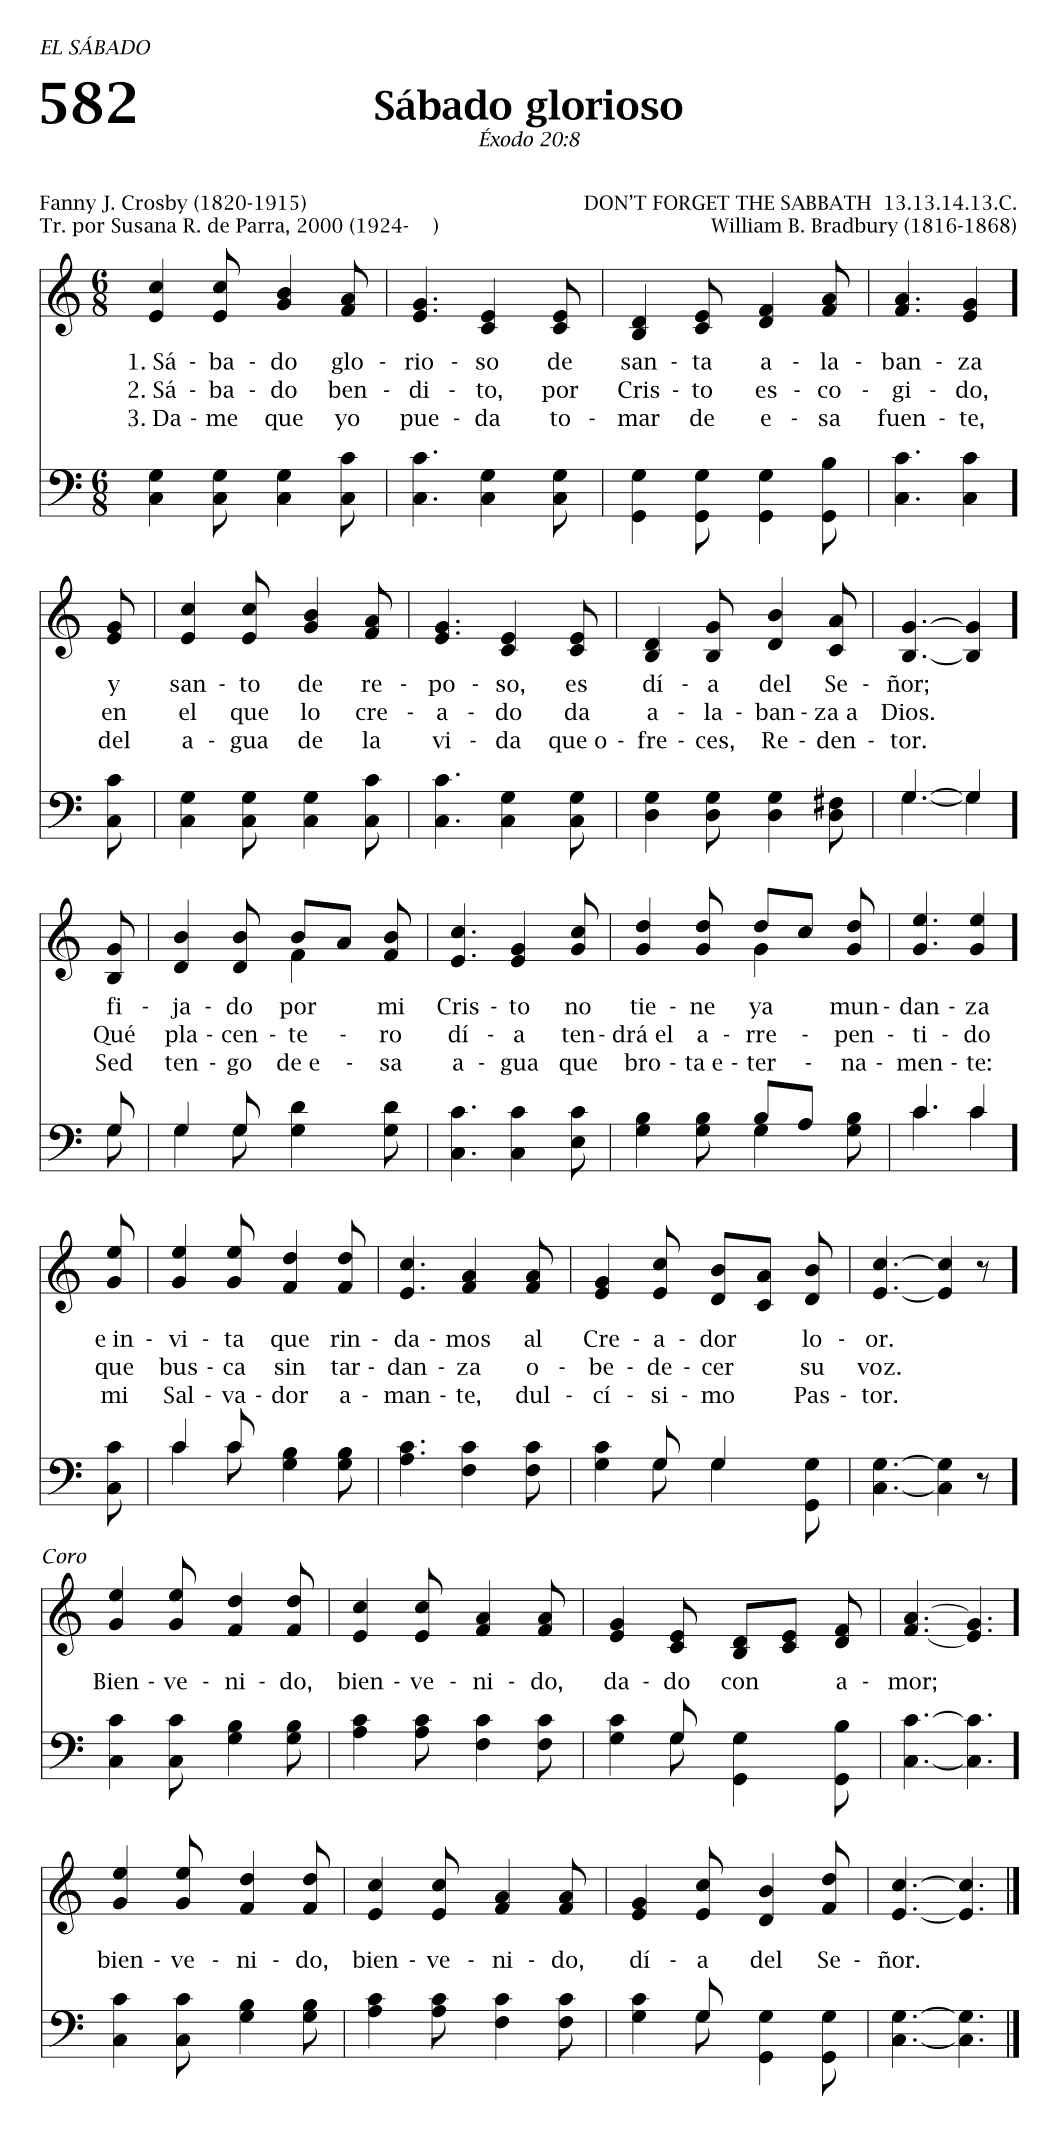 EL SÁBADO
582
Sábado glorioso
Éxodo 20:8
Fanny J. Crosby (1820-1915)
DON'T FORGET THE SABBATH 13.13.14.13.C.
Tr. por Susana R. de Parra, 2000 (1924- )
William B. Bradbury (1816-1868)
6 8
1. Sá - ba - do glo - rio - so de san - ta a - la - ban - za
2. Sá - ba - do ben - di - to, por Cris - to es - co - gi - do,
3. Da - me que yo pue - da to - mar de e - sa fuen - te,
6 8
y san - to de re - po - so, es dí - a del Se - ñor;
en el que lo cre - a - do da a - la - ban - za a Dios.
del a - gua de la vi - da que o - fre - ces, Re - den - tor.
fi - ja - do por mi Cris - to no tie - ne ya mun - dan - za
Qué pla - cen - te - ro dí - a ten - drá el a - rre - pen - ti - do
Sed ten - go de e - sa a - gua que bro - ta e - ter - na - men - te:
e in - vi - ta que rin - da - mos al Cre - a - dor lo - or.
que bus - ca sin tar - dan - za o - be - de - cer su voz.
mi Sal - va - dor a - man - te, dul - cí - si - mo Pas - tor.
Coro
Bien - ve - ni - do, bien - ve - ni - do, da - do con a - mor;
bien - ve - ni - do, bien - ve - ni - do, dí - a del Se - ñor.